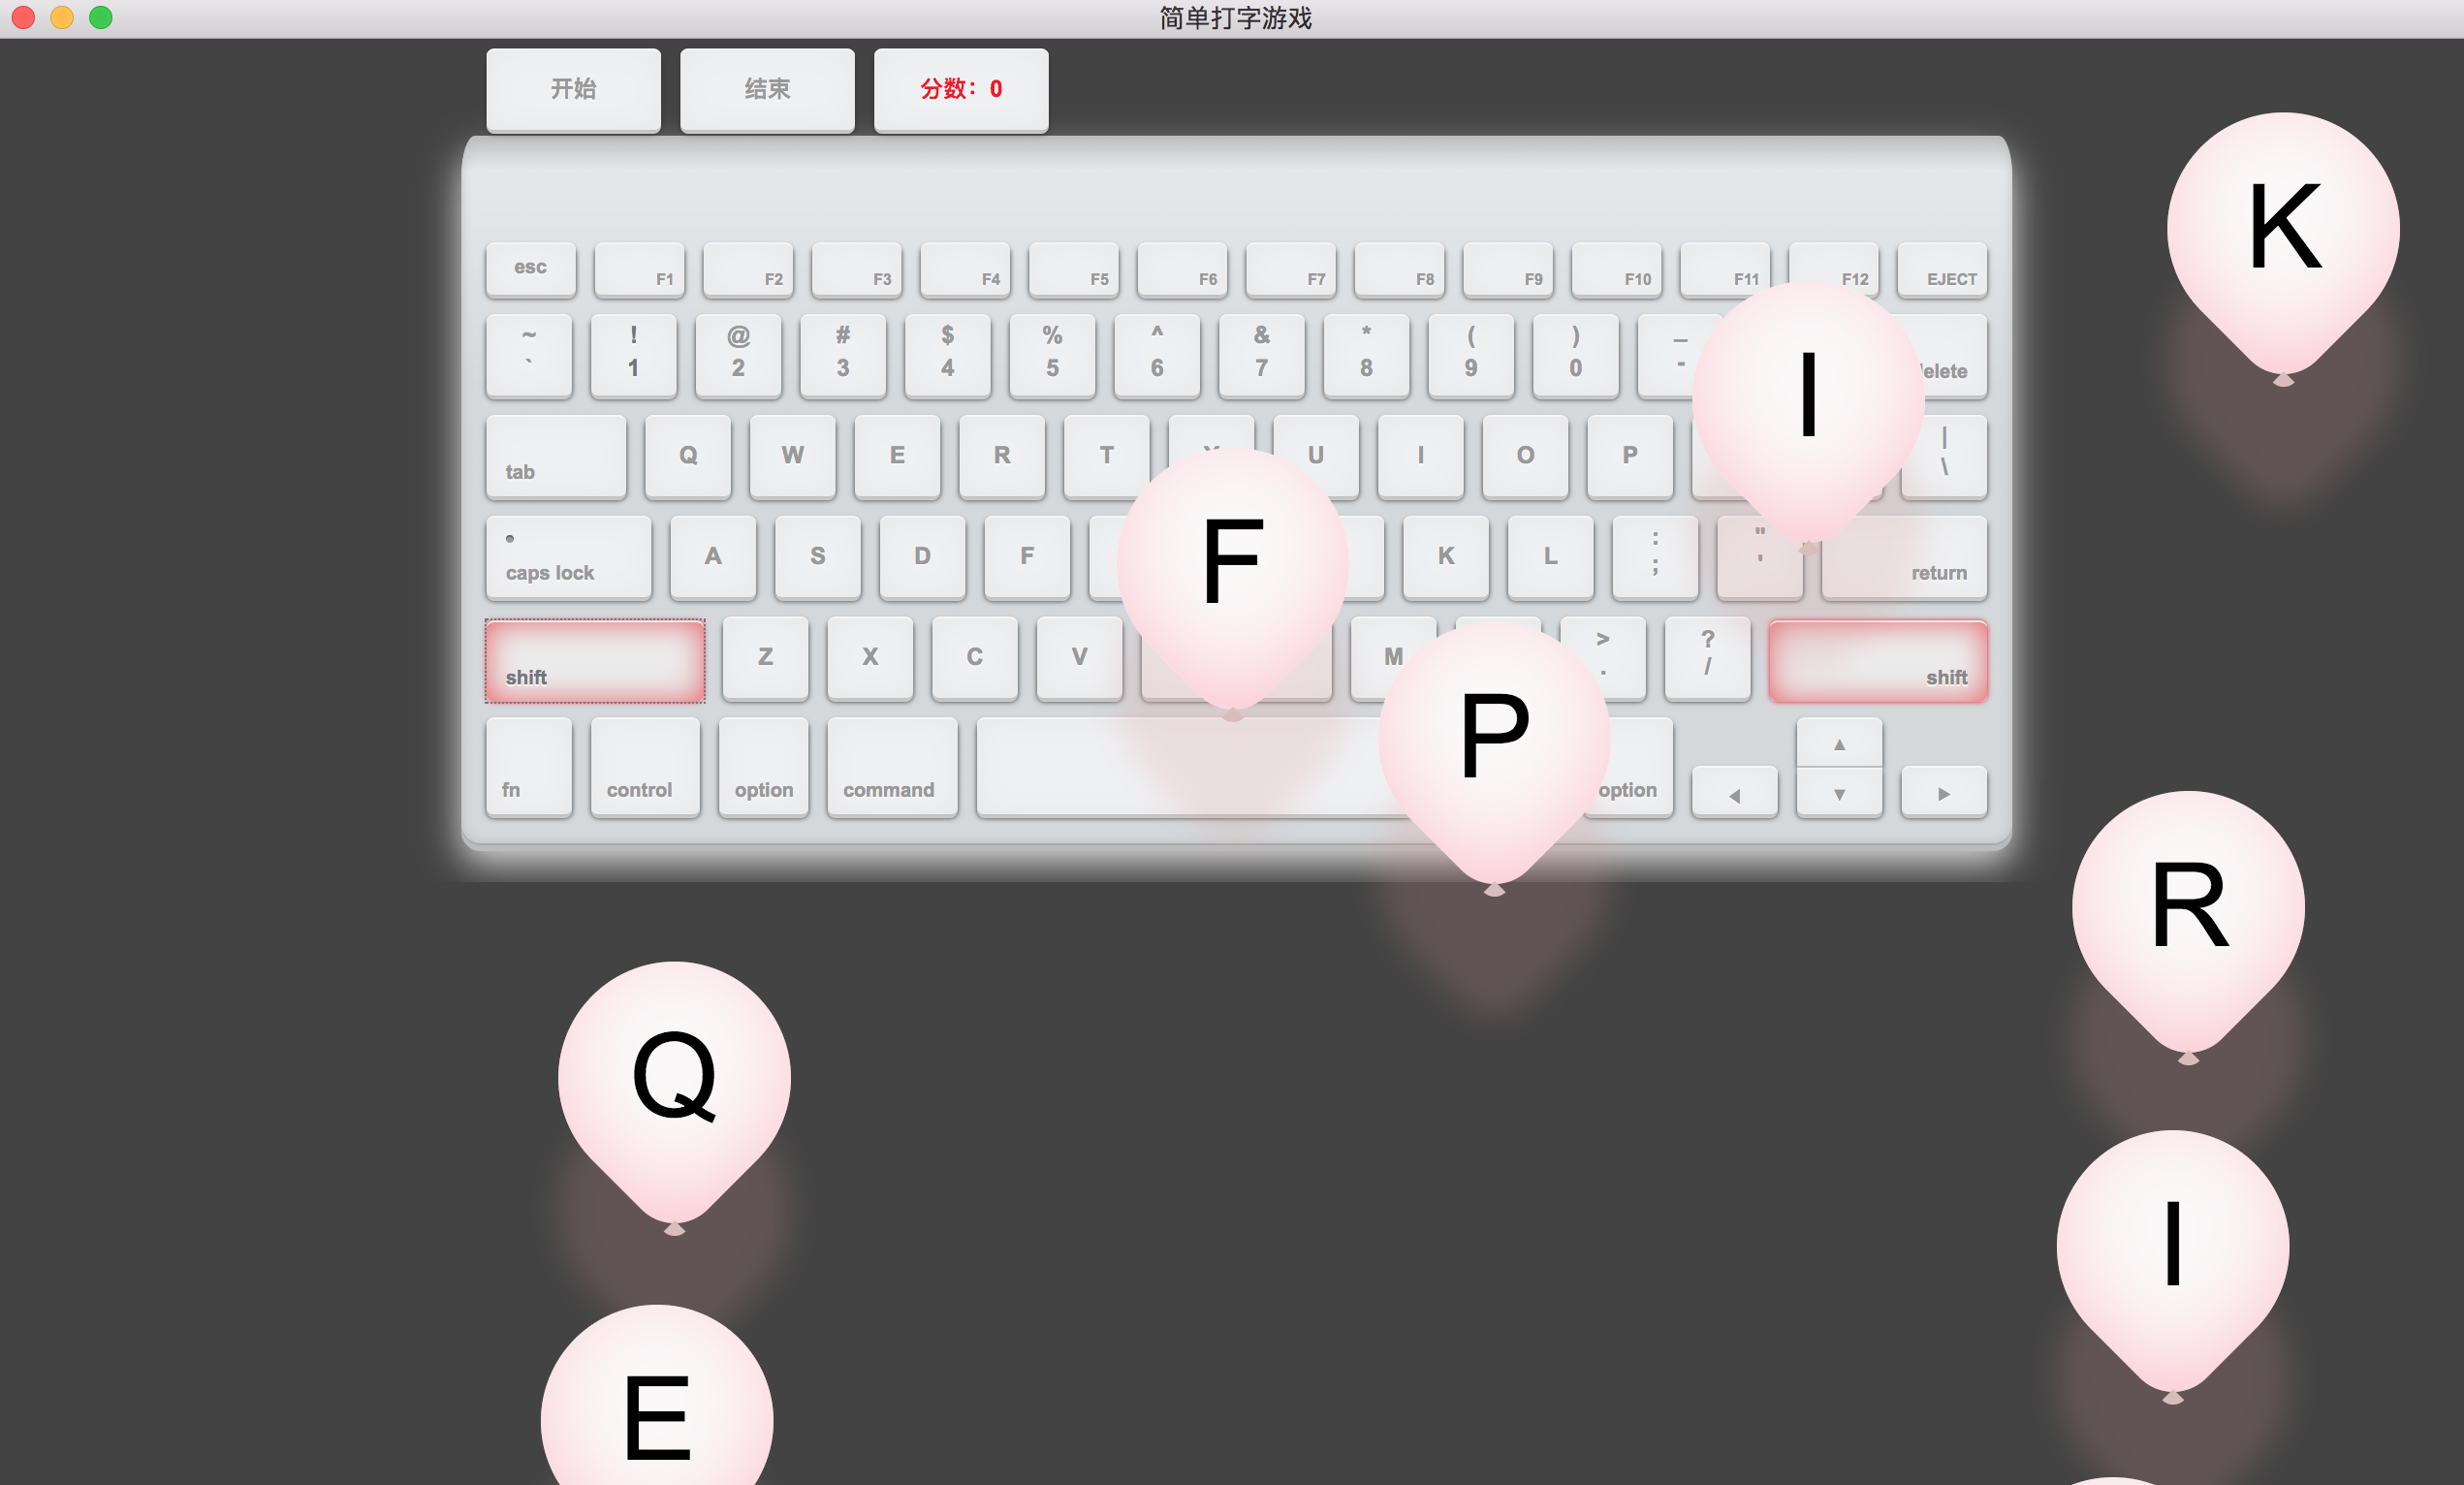 简单打字游戏
开始 结束 分数：0
esc F1 F2 F3 F4 F5 F6 F7 F8 F9 F10 F11 F12 EJECT
~ ! @ # $ % ^ & * ( ) _
` 1 2 3 4 5 6 7 8 9 0 -
tab Q W E R T U I O P | \
caps lock A S D F K L : ; " ' return
shift Z X C V M > . ? / shift
fn control option command option ◀ ▲ ▼ ▶
K
I
F
P
R
Q
I
E